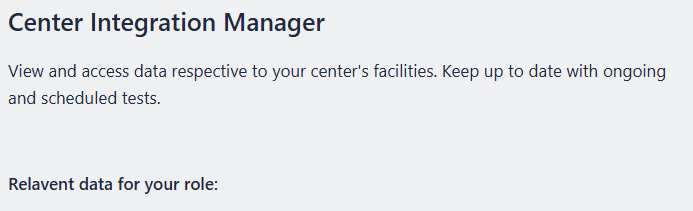 Center Integration Manager
View and access data respective to your center's facilities. Keep up to date with ongoing
and scheduled tests.
Relavent data for your role: